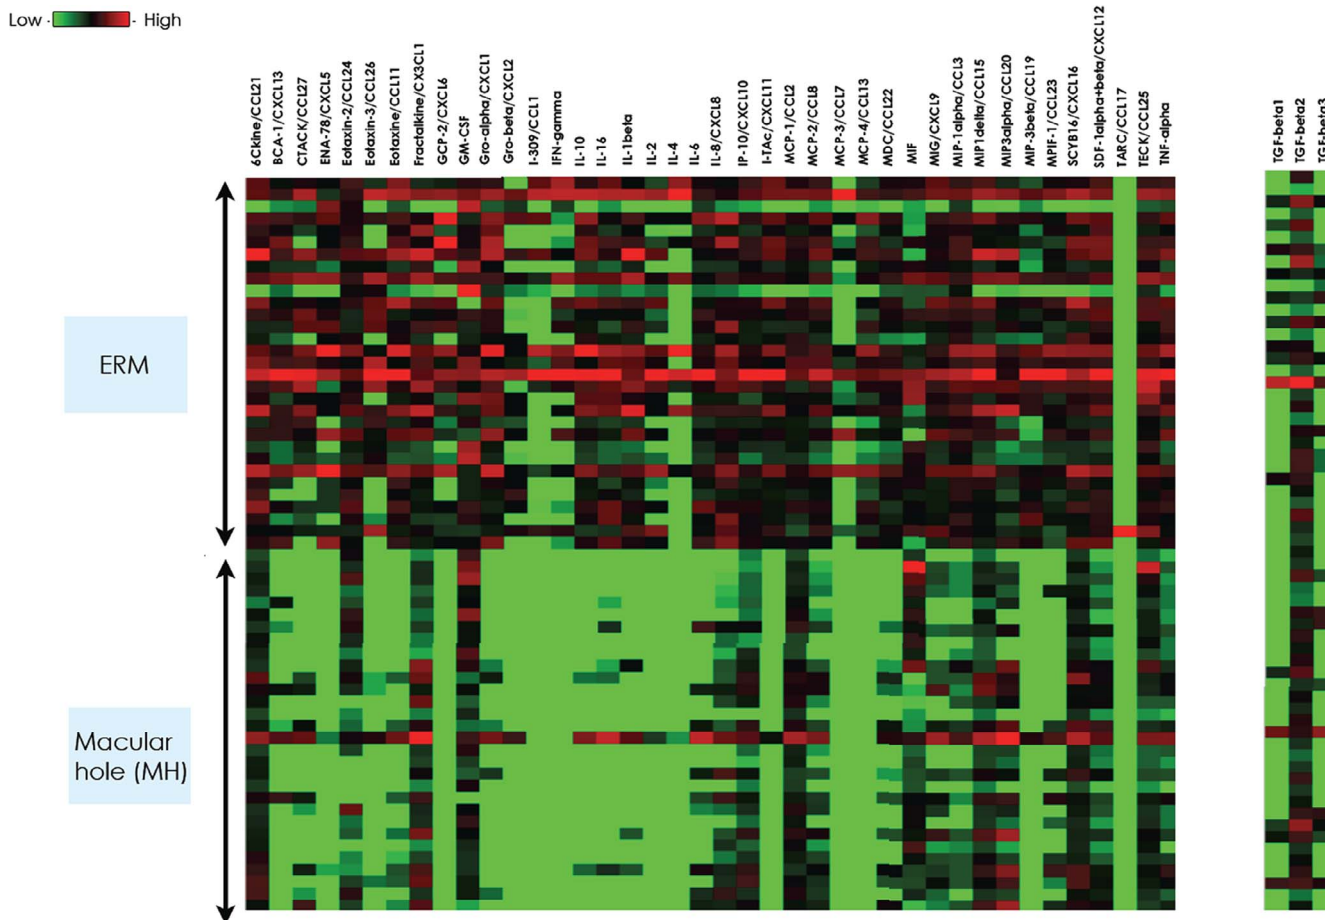 Low - - High
6Ckine/CCL21
BCA-1/CXCL13
CTACK/CCL27
ENA-78/CXCL5
Eotaxin-2/CCL24
Eotaxin-3/CCL26
Eotaxine/CCL11
Fractalkine/CX3CL1
GCP-2/CXCL6
GM-CSF
Gro-alpha/CXCL1
Gro-beta/CXCL2
I-309/CCL1
IFN-gamma
IL-10
IL-16
IL-1beta
IL-2
IL-4
IL-6
IL-8/CXCL8
IP-10/CXCL10
I-TAc/CXCL11
MCP-1/CCL2
MCP-2/CCL8
MCP-3/CCL7
MCP-4/CCL13
MDC/CCL22
MIF
MIG/CXCL9
MIP-1alpha/CCL3
MIP1delta/CCL15
MIP3alpha/CCL20
MIP-3beta/CCL19
MPIF-1/CCL23
SCYB16/CXCL16
SDF-1alpha+beta/CXCL12
TARC/CCL17
TECK/CCL25
TNF-alpha
TGF-beta1
TGF-beta2
TGF-beta3
ERM
Macular
hole (MH)